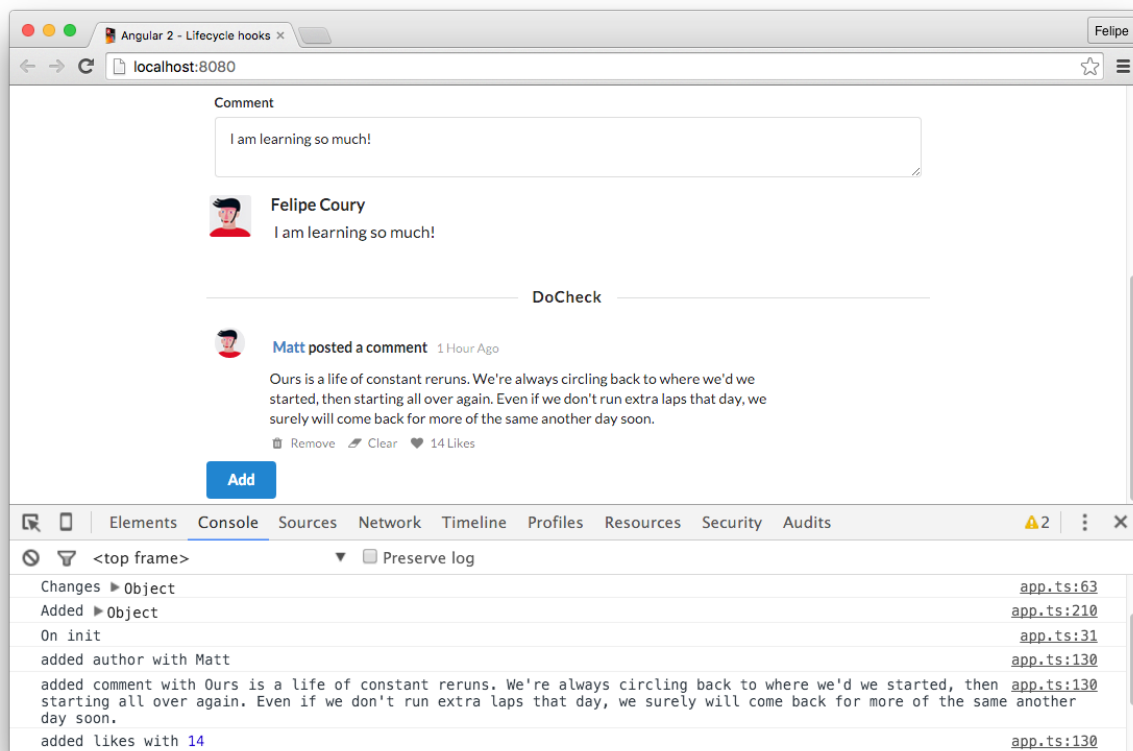 Angular 2 - Lifecycle hooks ×
Felipe
localhost:8080
Comment
I am learning so much!
Felipe Coury
I am learning so much!
DoCheck
Matt posted a comment 1 Hour Ago
Ours is a life of constant reruns. We're always circling back to where we'd we
started, then starting all over again. Even if we don't run extra laps that day, we
surely will come back for more of the same another day soon.
Remove Clear 14 Likes
Add
Elements Console Sources Network Timeline Profiles Resources Security Audits 2
<top frame> Preserve log
Changes Object app.ts:63
Added Object app.ts:210
On init app.ts:31
added author with Matt app.ts:130
added comment with Ours is a life of constant reruns. We're always circling back to where we'd we started, then app.ts:130
starting all over again. Even if we don't run extra laps that day, we surely will come back for more of the same another
day soon.
added likes with 14 app.ts:130